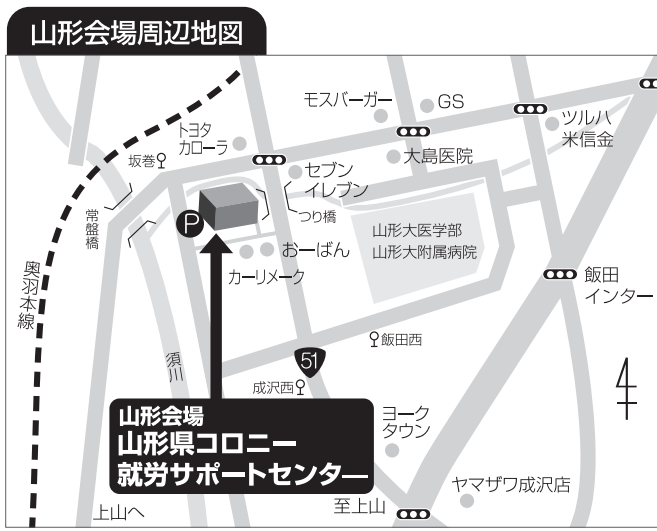 山形会場周辺地図
モスバーガー
GS
ツルハ
米信金
トヨタ
カローラ
大島医院
坂巻
セブン
イレブン
つり橋
常盤橋
P
山形大医学部
山形大附属病院
おーばん
カーリメーク
奥羽本線
飯田
インター
飯田西
須川
51
成沢西
山形会場
山形県コロニー
就労サポートセンター
ヨーク
タウン
ヤマザワ成沢店
上山へ
至上山